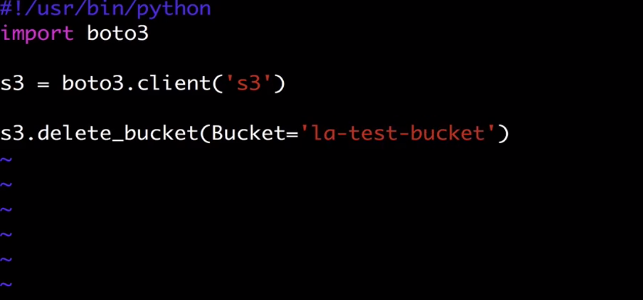 #!/usr/bin/python
import boto3
s3 = boto3.client('s3')
s3.delete_bucket(Bucket='la-test-bucket')
~
~
~
~
~
~